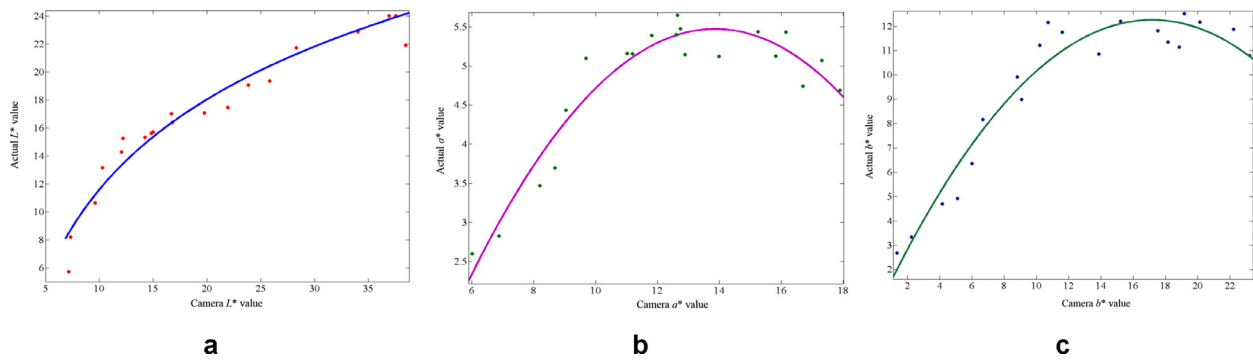 24
22
20
18
16
14
12
10
8
6
Actual L* value
5 10 15 20 25 30 35
Camera L* value
a
5.5
5
4.5
4
3.5
3
2.5
Actual a* value
6 8 10 12 14 16 18
Camera a* value
b
12
11
10
9
8
7
6
5
4
3
2
Actual b* value
2 4 6 8 10 12 14 16 18 20 22
Camera b* value
c